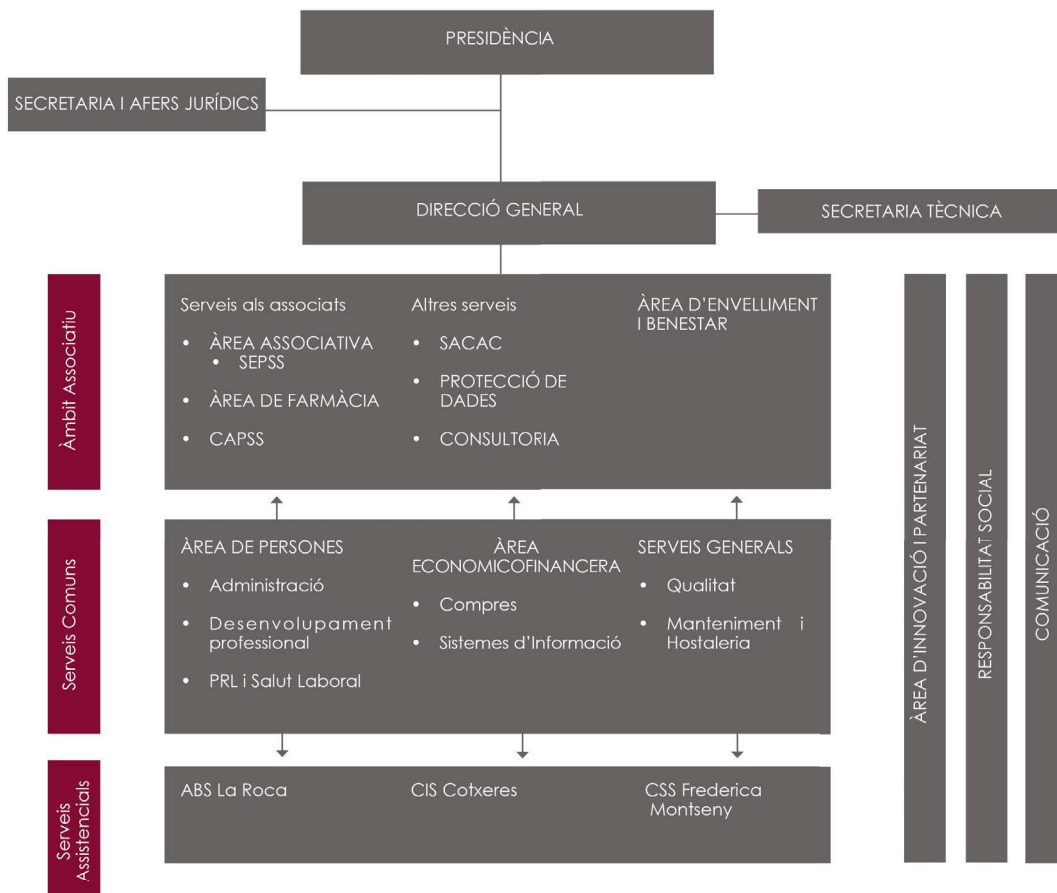 PRESIDÈNCIA
SECRETARIA I AFERS JURÍDICS
DIRECCIÓ GENERAL
SECRETARIA TÈCNICA
Àmbit Associatiu
Serveis als associats
• ÀREA ASSOCIATIVA
• SEPSS
• ÀREA DE FARMÀCIA
• CAPSS
Altres serveis
• SACAC
• PROTECCIÓ DE
DADES
• CONSULTORIA
ÀREA D'ENVELLIMENT
I BENESTAR
Serveis Comuns
ÀREA DE PERSONES
• Administració
• Desenvolupament
professional
• PRL i Salut Laboral
ÀREA
ECONOMICOFINANCERA
• Compres
• Sistemes d'Informació
SERVEIS GENERALS
• Qualitat
• Manteniment i
Hostaleria
Serveis
Assistencials
ABS La Roca
CIS Cotxeres
CSS Frederica
Montseny
ÀREA D'INNOVACIÓ I PARTENARIAT
RESPONSABILITAT SOCIAL
COMUNICACIÓ